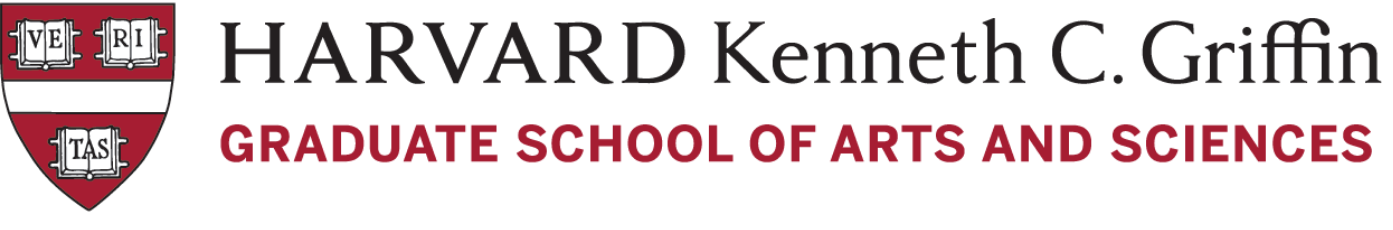 VE RI
TAS
HARVARD Kenneth C. Griffin
GRADUATE SCHOOL OF ARTS AND SCIENCES